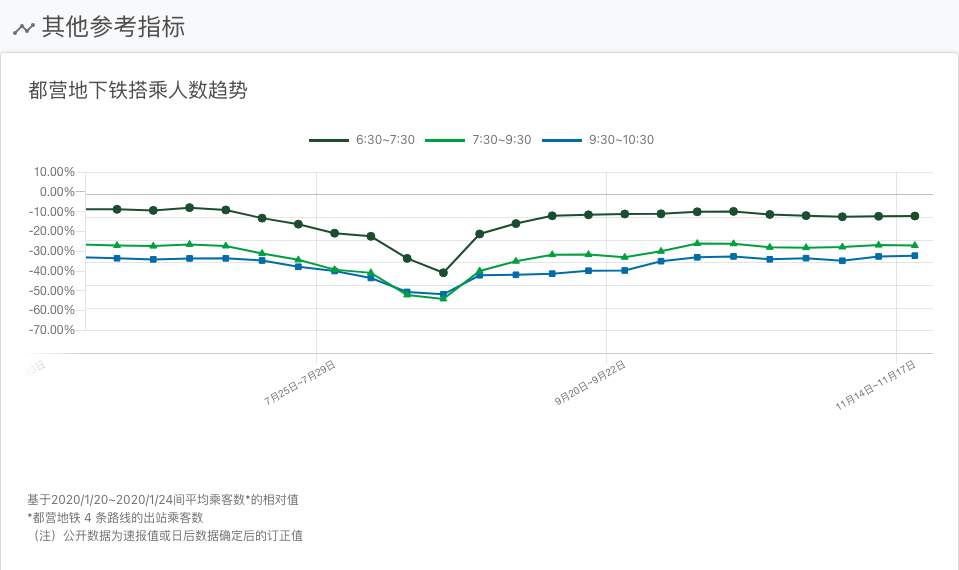 其他参考指标
都营地下铁搭乘人数趋势
6:30~7:30 7:30~9:30 9:30~10:30
10.00%
0.00%
-10.00%
-20.00%
-30.00%
-40.00%
-50.00%
-60.00%
-70.00%
3日 7月25日~7月29日 9月20日~9月22日 11月14日~11月17日
基于2020/1/20~2020/1/24间平均乘客数*的相对值
*都营地铁 4 条路线的出站乘客数
（注）公开数据为速报值或日后数据确定后的订正值